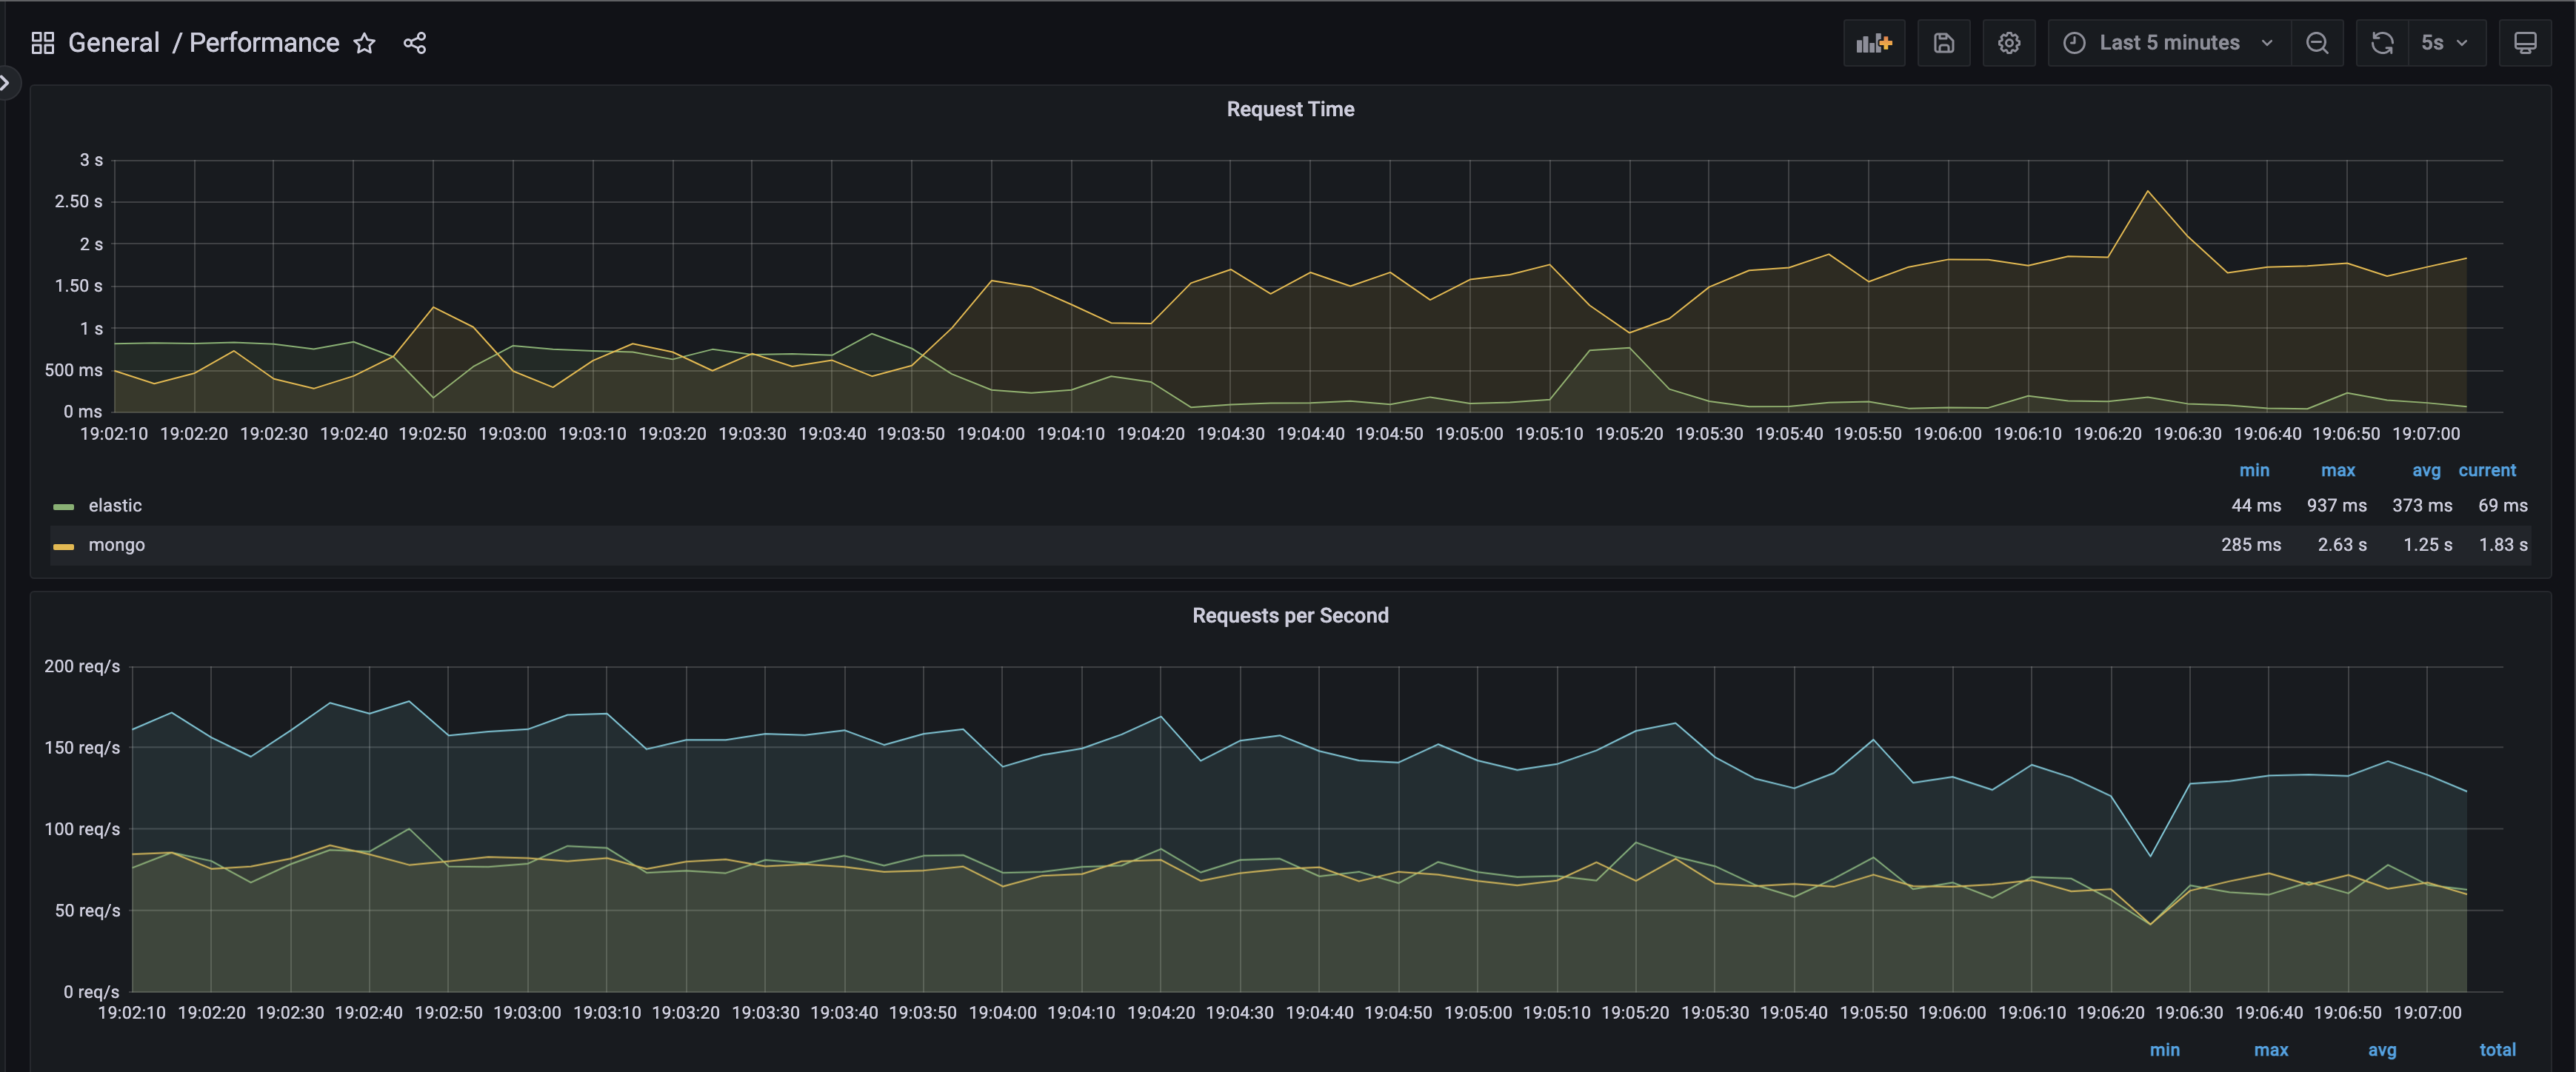 General / Performance
Last 5 minutes
5s
Request Time
3 s
2.50 s
2 s
1.50 s
1 s
500 ms
0 ms
19:02:10 19:02:20 19:02:30 19:02:40 19:02:50 19:03:00 19:03:10 19:03:20 19:03:30 19:03:40 19:03:50 19:04:00 19:04:10 19:04:20 19:04:30 19:04:40 19:04:50 19:05:00 19:05:10 19:05:20 19:05:30 19:05:40 19:05:50 19:06:00 19:06:10 19:06:20 19:06:30 19:06:40 19:06:50 19:07:00
min max avg current
elastic 44 ms 937 ms 373 ms 69 ms
mongo 285 ms 2.63 s 1.25 s 1.83 s
Requests per Second
200 req/s
150 req/s
100 req/s
50 req/s
0 req/s
19:02:10 19:02:20 19:02:30 19:02:40 19:02:50 19:03:00 19:03:10 19:03:20 19:03:30 19:03:40 19:03:50 19:04:00 19:04:10 19:04:20 19:04:30 19:04:40 19:04:50 19:05:00 19:05:10 19:05:20 19:05:30 19:05:40 19:05:50 19:06:00 19:06:10 19:06:20 19:06:30 19:06:40 19:06:50 19:07:00
min max avg total